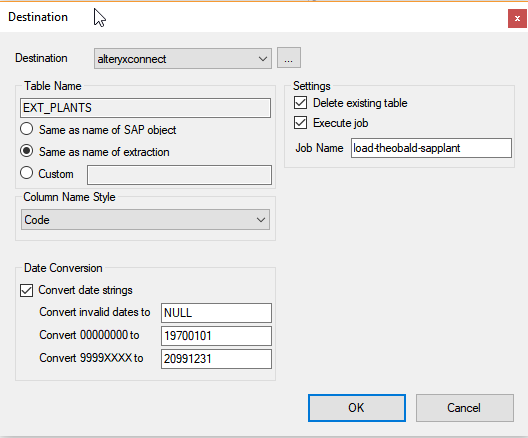 Destination
x
Destination
alteryxconnect
...
Table Name
EXT_PLANTS
Same as name of SAP object
Same as name of extraction
Custom
Column Name Style
Code
Date Conversion
Convert date strings
Convert invalid dates to
NULL
Convert 00000000 to
19700101
Convert 9999XXXX to
20991231
Settings
Delete existing table
Execute job
Job Name
load-theobald-sapplant
OK
Cancel